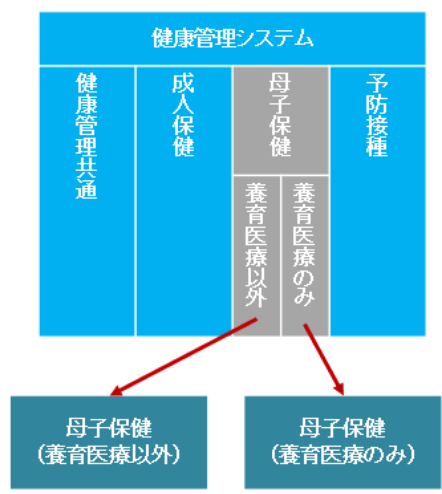 健康管理システム
健康管理共通
成人保健
母子保健
予防接種
養育医療以外
養育医療のみ
母子保健
(養育医療以外)
母子保健
(養育医療のみ)